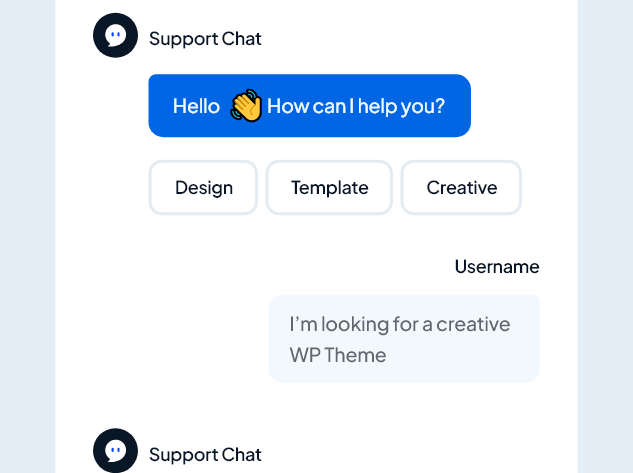 Support Chat
Hello 👋 How can I help you?
Design Template Creative
Username
I’m looking for a creative
WP Theme
Support Chat